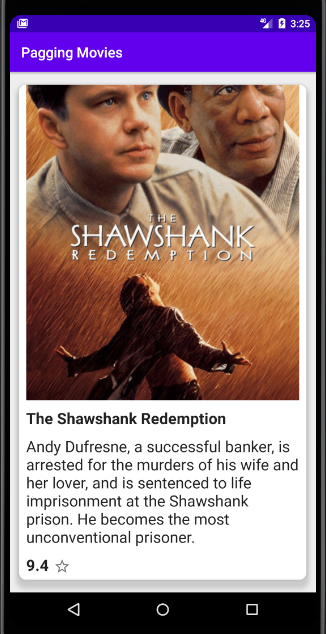 4G 3:25
Pagging Movies
THE
SHAWSHANK
REDEMPTION
The Shawshank Redemption
Andy Dufresne, a successful banker, is
arrested for the murders of his wife and
her lover, and is sentenced to life
imprisonment at the Shawshank
prison. He becomes the most
unconventional prisoner.
9.4